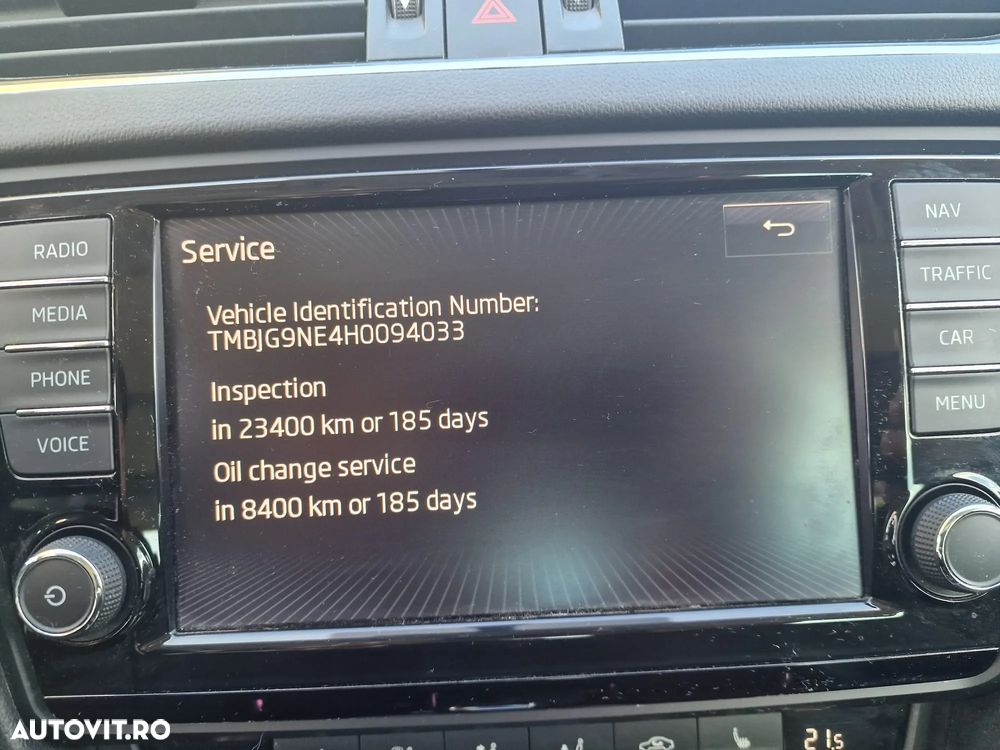 Service
Vehicle Identification Number:
TMBJG9NE4H0094033
Inspection
in 23400 km or 185 days
Oil change service
in 8400 km or 185 days
RADIO
MEDIA
PHONE
VOICE
NAV
TRAFFIC
CAR
MENU
21.5
AUTOVIT.RO